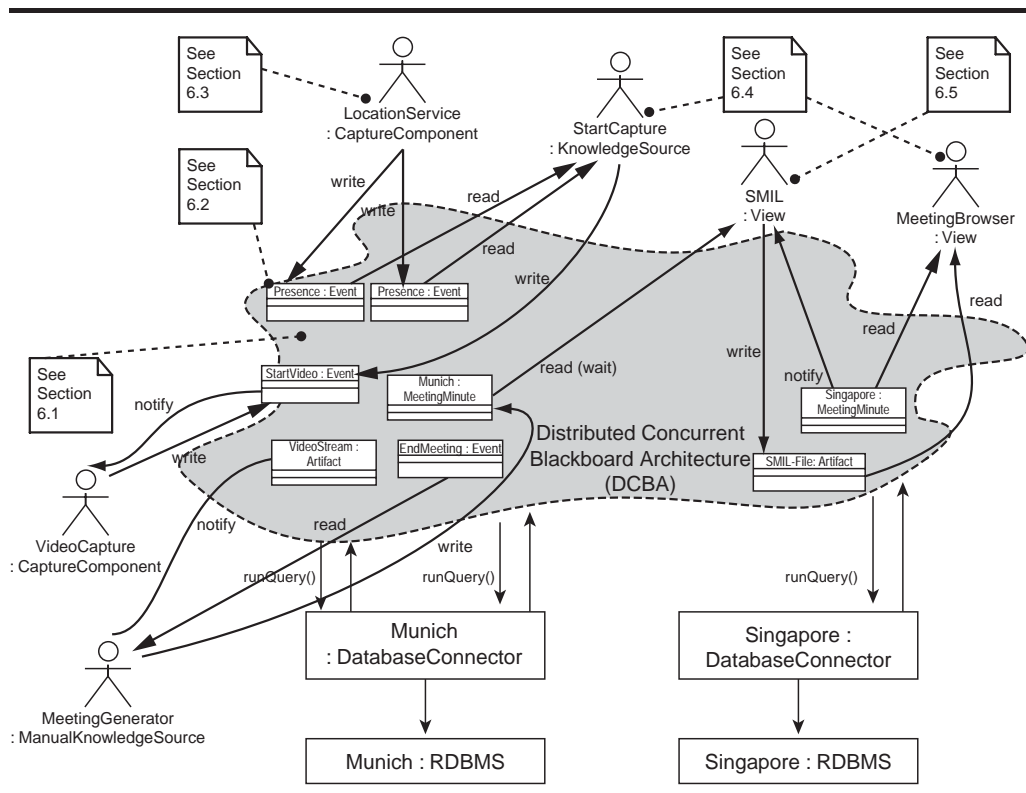 See
Section
6.3
LocationService
: CaptureComponent
StartCapture
: KnowledgeSource
See
Section
6.4
See
Section
6.5
SMIL
: View
MeetingBrowser
: View
See
Section
6.2
write
write
read
read
write
Presence : Event
Presence : Event
read
read
See
Section
6.1
StartVideo : Event
notify
write
Munich :
MeetingMinute
read (wait)
write
notify
Singapore :
MeetingMinute
VideoStream :
Artifact
EndMeeting : Event
Distributed Concurrent
Blackboard Architecture
(DCBA)
SMIL-File: Artifact
VideoCapture
: CaptureComponent
notify
read
write
runQuery()
runQuery()
runQuery()
Munich
: DatabaseConnector
Singapore :
DatabaseConnector
MeetingGenerator
: ManualKnowledgeSource
Munich : RDBMS
Singapore : RDBMS